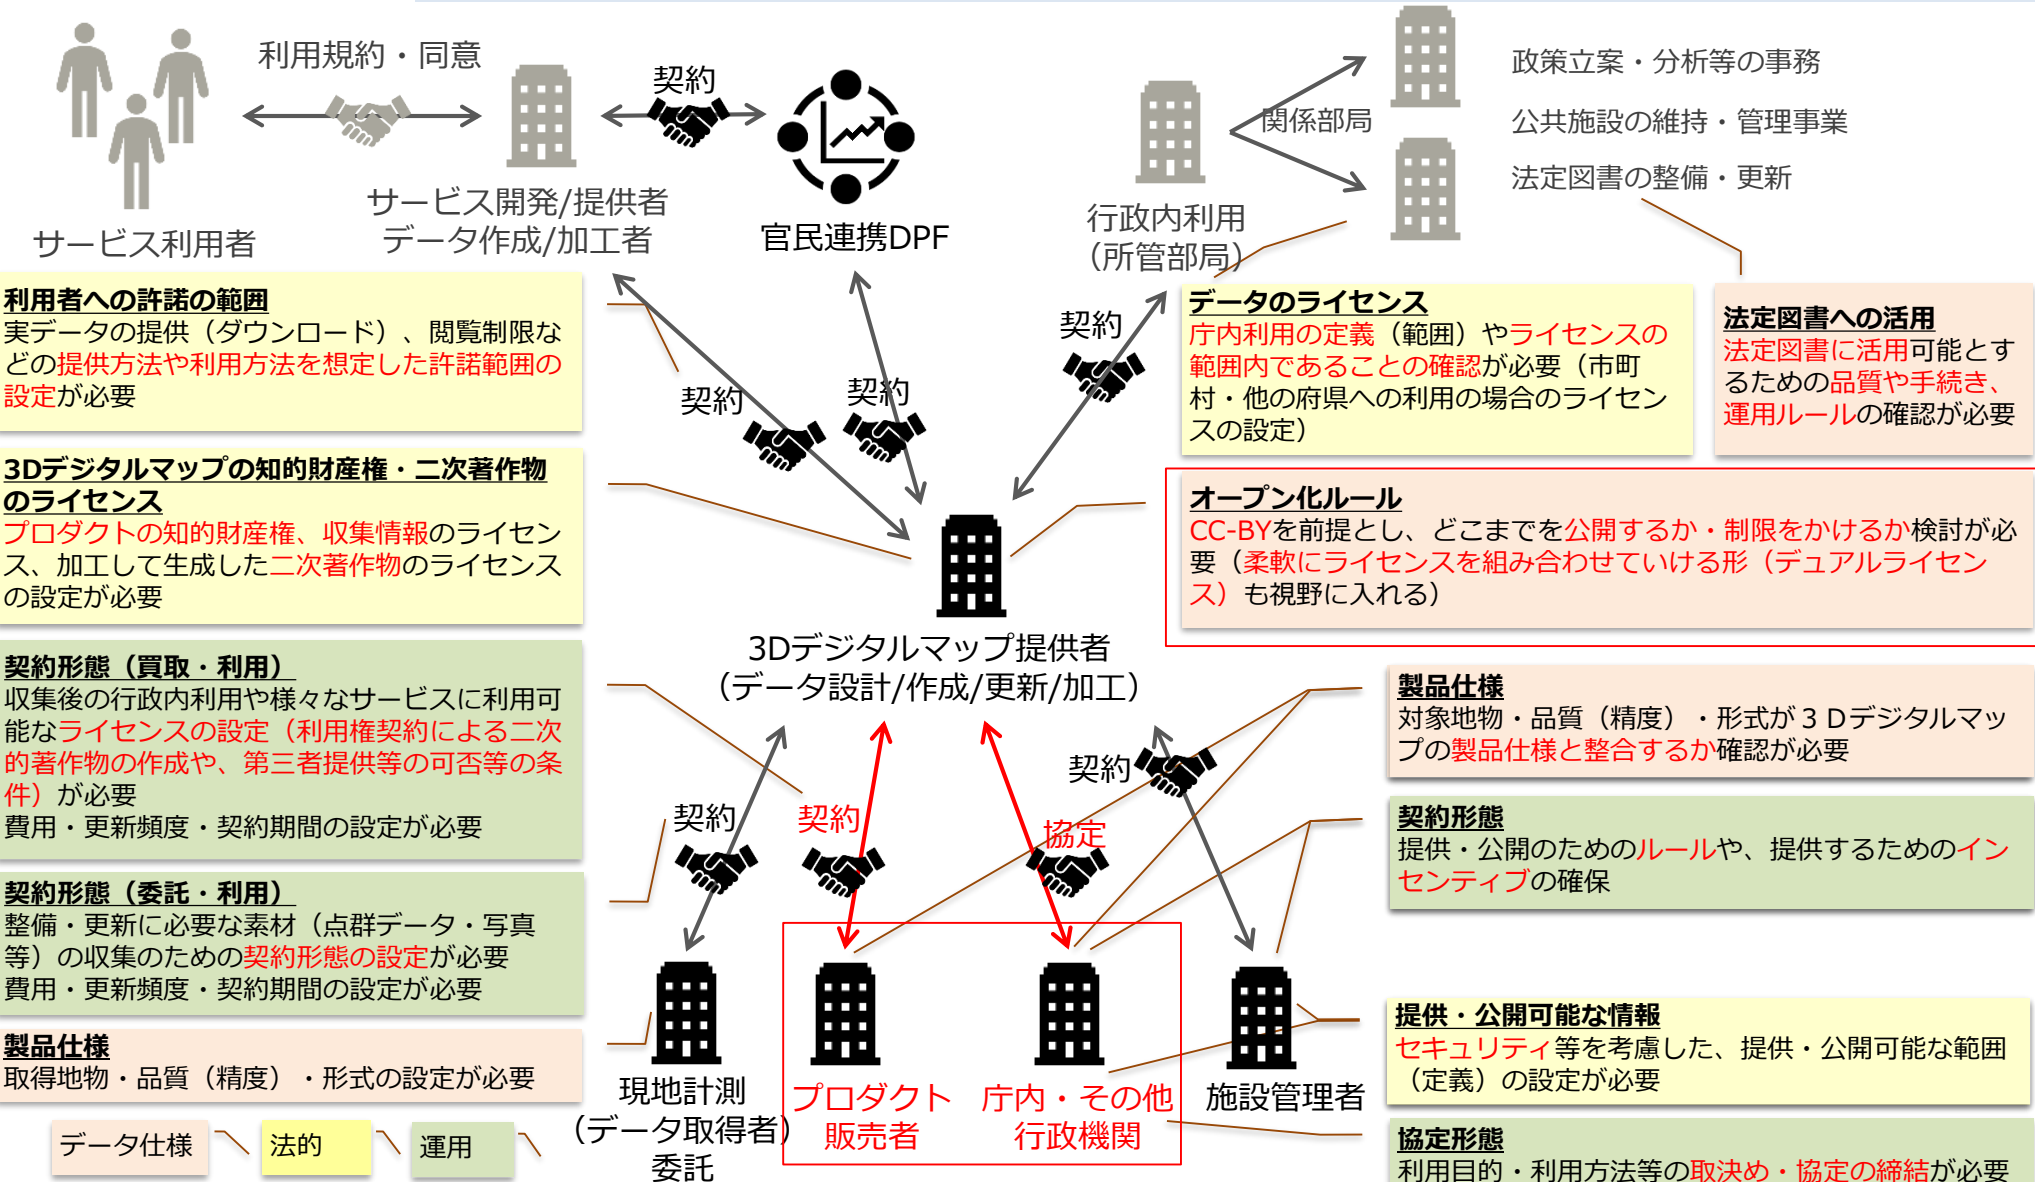 利用規約・同意
契約
関係部局
政策立案・分析等の事務
公共施設の維持・管理事業
法定図書の整備・更新
サービス利用者
サービス開発/提供者
データ作成/加工者
官民連携DPF
行政内利用
（所管部局）
利用者への許諾の範囲
実データの提供（ダウンロード）、閲覧制限な
どの提供方法や利用方法を想定した許諾範囲の
設定が必要
契約
契約
契約
データのライセンス
庁内利用の定義（範囲）やライセンスの
範囲内であることの確認が必要（市町
村・他の府県への利用の場合のライセン
スの設定）
法定図書への活用
法定図書に活用可能とす
るための品質や手続き、
運用ルールの確認が必要
3Dデジタルマップの知的財産権・二次著作物
のライセンス
プロダクトの知的財産権、収集情報のライセン
ス、加工して生成した二次著作物のライセンス
の設定が必要
オープン化ルール
CC-BYを前提とし、どこまでを公開するか・制限をかけるか検討が必
要（柔軟にライセンスを組み合わせていける形（デュアルライセン
ス）も視野に入れる）
3Dデジタルマップ提供者
（データ設計/作成/更新/加工）
契約形態（買取・利用）
収集後の行政内利用や様々なサービスに利用可
能なライセンスの設定（利用権契約による二次
的著作物の作成や、第三者提供等の可否等の条
件）が必要
費用・更新頻度・契約期間の設定が必要
製品仕様
対象地物・品質（精度）・形式が３Ｄデジタルマッ
プの製品仕様と整合するか確認が必要
契約
契約
協定
契約
契約形態
提供・公開のためのルールや、提供するためのイン
センティブの確保
契約形態（委託・利用）
整備・更新に必要な素材（点群データ・写真
等）の収集のための契約形態の設定が必要
費用・更新頻度・契約期間の設定が必要
製品仕様
取得地物・品質（精度）・形式の設定が必要
現地計測
（データ取得者）
委託
プロダクト
販売者
庁内・その他
行政機関
施設管理者
提供・公開可能な情報
セキュリティ等を考慮した、提供・公開可能な範囲
（定義）の設定が必要
協定形態
利用目的・利用方法等の取決め・協定の締結が必要
データ仕様
法的
運用